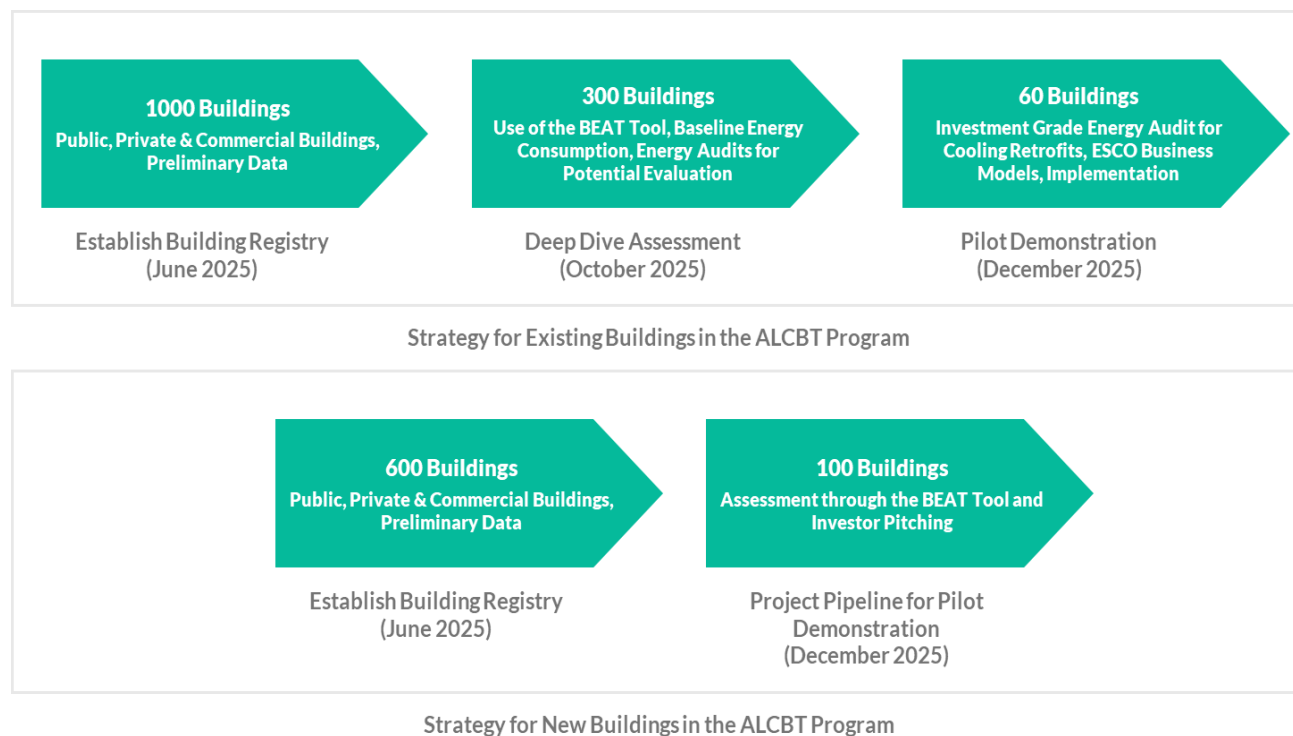 1000 Buildings
Public, Private & Commercial Buildings,
Preliminary Data
Establish Building Registry
(June 2025)
300 Buildings
Use of the BEAT Tool, Baseline Energy
Consumption, Energy Audits for
Potential Evaluation
Deep Dive Assessment
(October 2025)
60 Buildings
Investment Grade Energy Audit for
Cooling Retrofits, ESCO Business
Models, Implementation
Pilot Demonstration
(December 2025)
Strategy for Existing Buildings in the ALCBT Program
600 Buildings
Public, Private & Commercial Buildings,
Preliminary Data
Establish Building Registry
(June 2025)
100 Buildings
Assessment through the BEAT Tool and
Investor Pitching
Project Pipeline for Pilot
Demonstration
(December 2025)
Strategy for New Buildings in the ALCBT Program